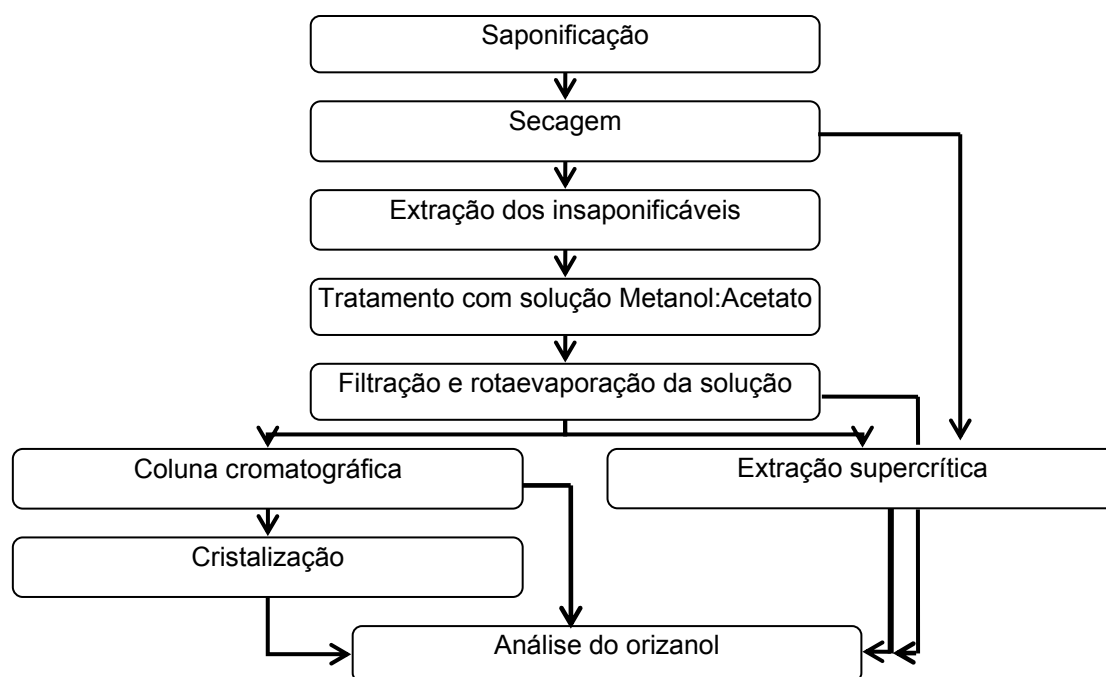 Saponificação
Secagem
Extração dos insaponificáveis
Tratamento com solução Metanol:Acetato
Filtração e rotaevaporação da solução
Coluna cromatográfica
Extração supercrítica
Cristalização
Análise do orizanol